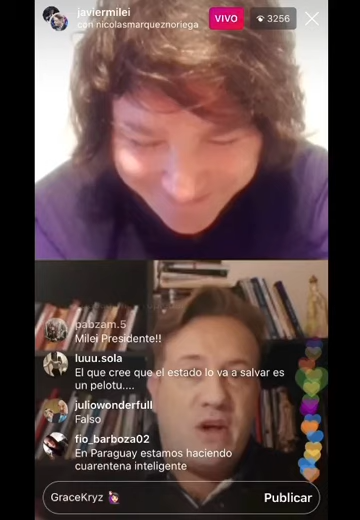 javiermilei
con nicolasmarqueznoriega
VIVO
3256
pabzam.5
Milei Presidente!!
luuu.sola
El que cree que el estado lo va a salvar es
un pelotu....
juliowonderfull
Falso
fio_barboza02
En Paraguay estamos haciendo
cuarentena inteligente
GraceKryz 🙋🏻‍♀️
Publicar